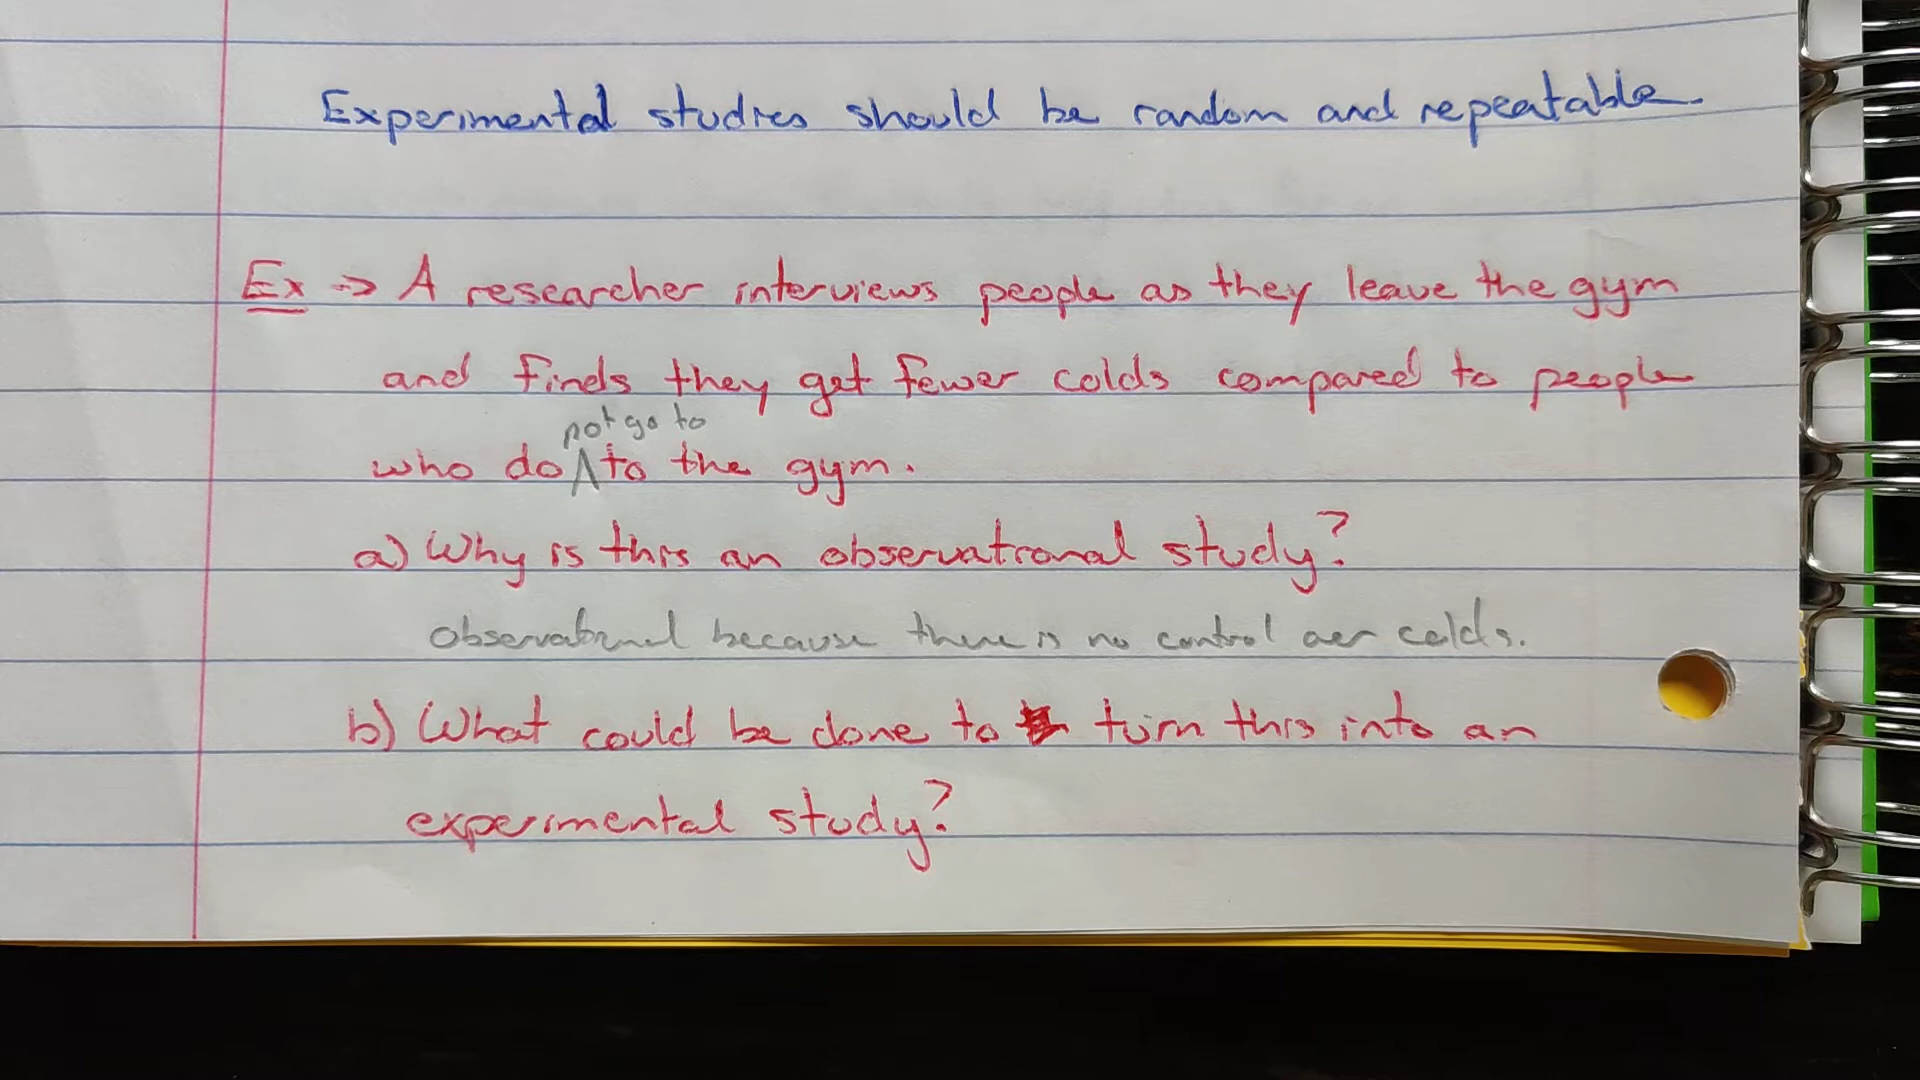 Experimental studies should be random and repeatable.
Ex → A researcher interviews people as they leave the gym
and finds they get fewer colds compared to people
not go to
who do ∧ to the gym.
a) Why is this an observational study?
Observational because there is no control over colds.
b) What could be done to turn this into an
experimental study?